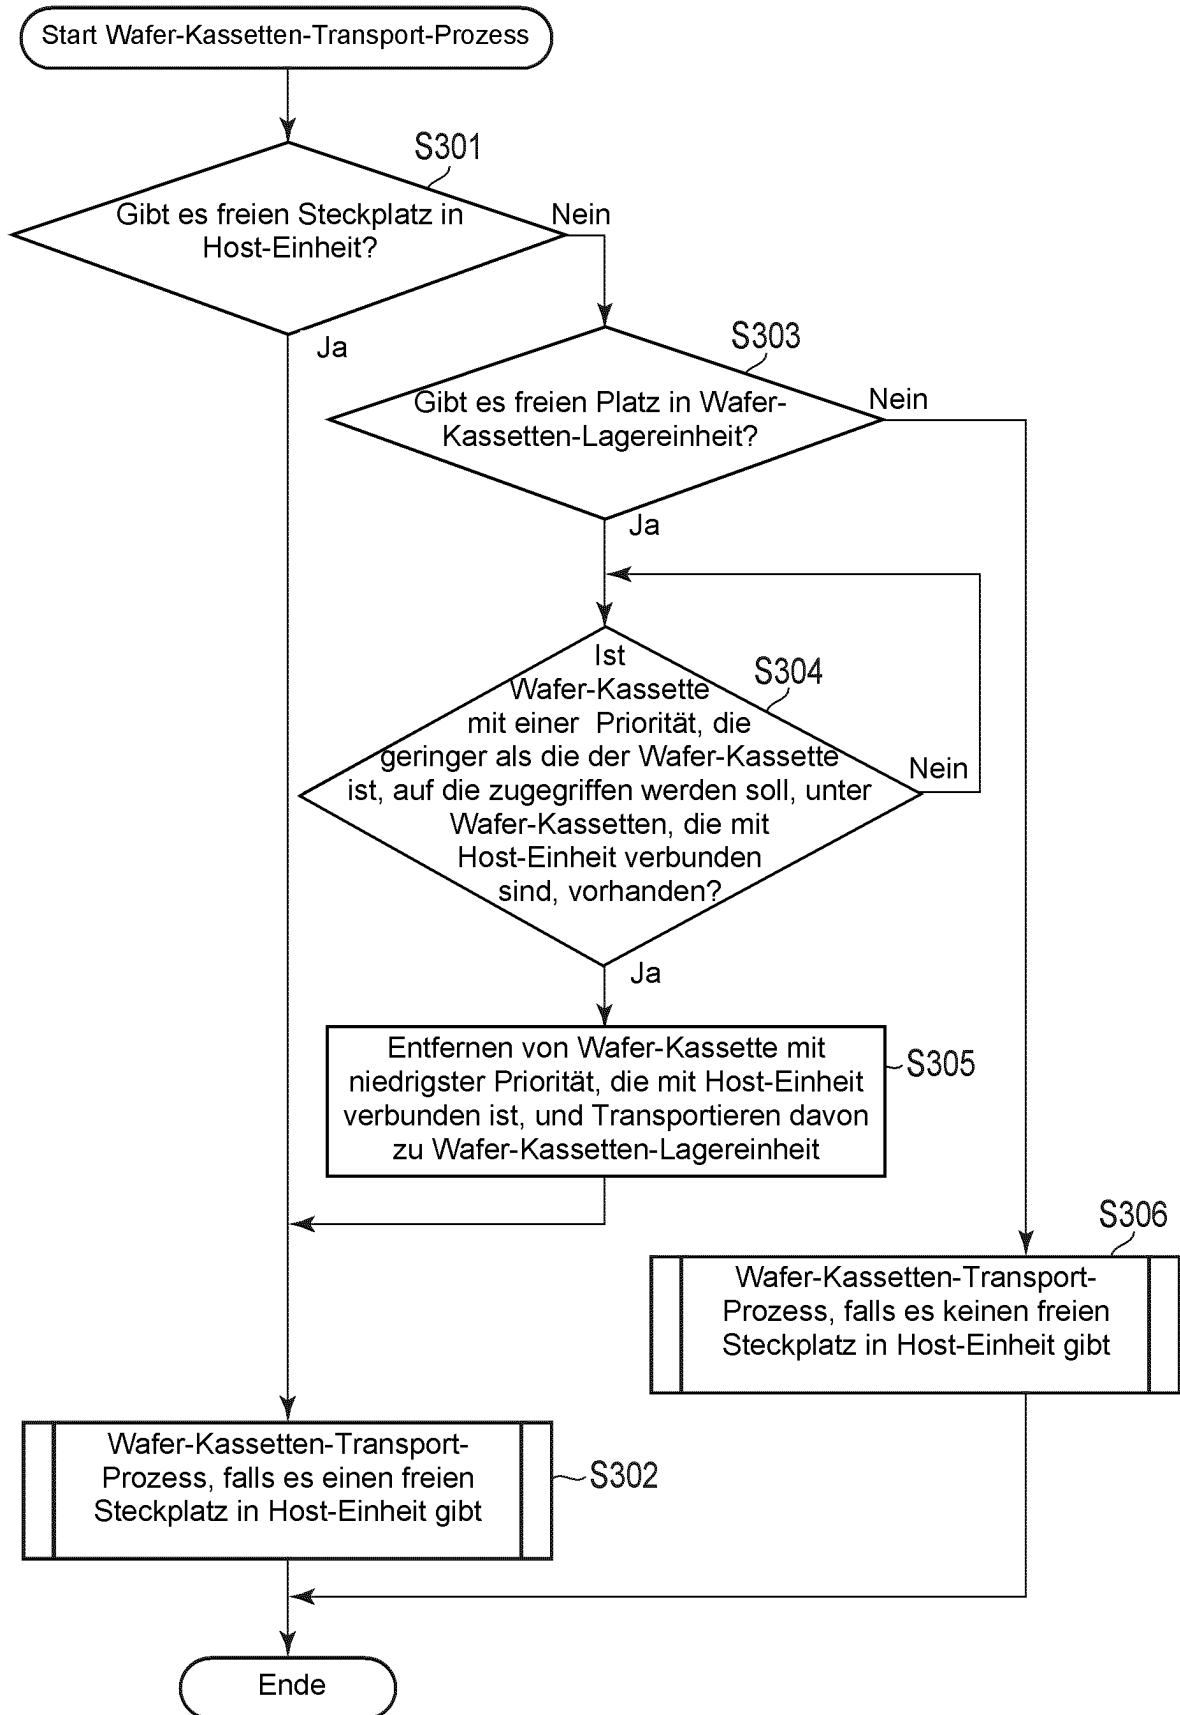 Start Wafer-Kassetten-Transport-Prozess
S301
Gibt es freien Steckplatz in
Host-Einheit?
Nein
Ja
S303
Gibt es freien Platz in Wafer-
Kassetten-Lagereinheit?
Nein
Ja
S304
Ist
Wafer-Kassette
mit einer Priorität, die
geringer als die der Wafer-Kassette
ist, auf die zugegriffen werden soll, unter
Wafer-Kassetten, die mit
Host-Einheit verbunden
sind, vorhanden?
Nein
Ja
Entfernen von Wafer-Kassette mit
niedrigster Priorität, die mit Host-Einheit
verbunden ist, und Transportieren davon
zu Wafer-Kassetten-Lagereinheit
S305
S306
Wafer-Kassetten-Transport-
Prozess, falls es keinen freien
Steckplatz in Host-Einheit gibt
Wafer-Kassetten-Transport-
Prozess, falls es einen freien
Steckplatz in Host-Einheit gibt
S302
Ende